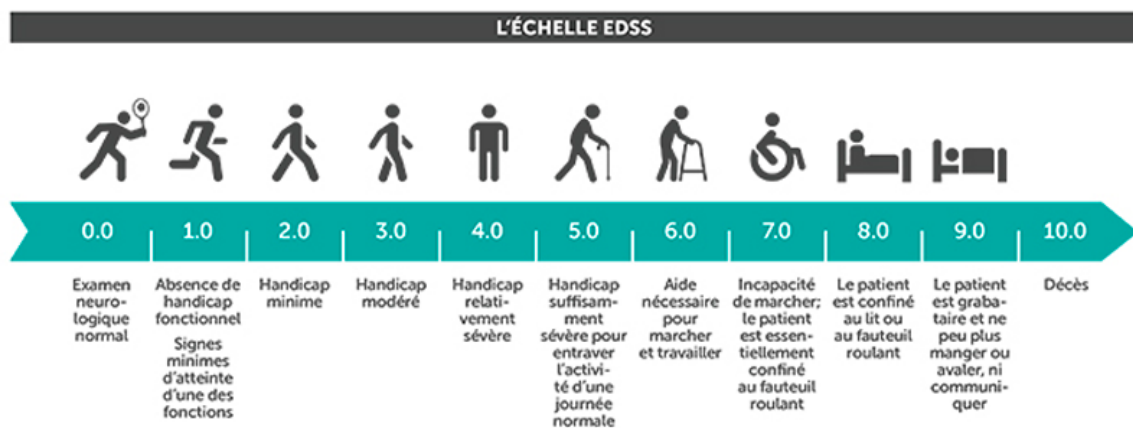 L'ÉCHELLE EDSS
0.0
1.0
2.0
3.0
4.0
5.0
6.0
7.0
8.0
9.0
10.0
Examen
neuro-
logique
normal
Absence de
handicap
fonctionnel
Signes
minimes
d'atteinte
d'une des
fonctions
Handicap
minime
Handicap
modéré
Handicap
relati-
vement
sévère
Handicap
suffisam-
ment
sévère pour
entraver
l'activi-
té d'une
journée
normale
Aide
nécessaire
pour
marcher
et travailler
Incapacité
de marcher;
le patient
est essen-
tiellement
confiné
au fauteuil
roulant
Le patient
est confiné
au lit ou
au fauteuil
roulant
Le patient
est graba-
taire et ne
peu plus
manger ou
avaler, ni
communi-
quer
Décès